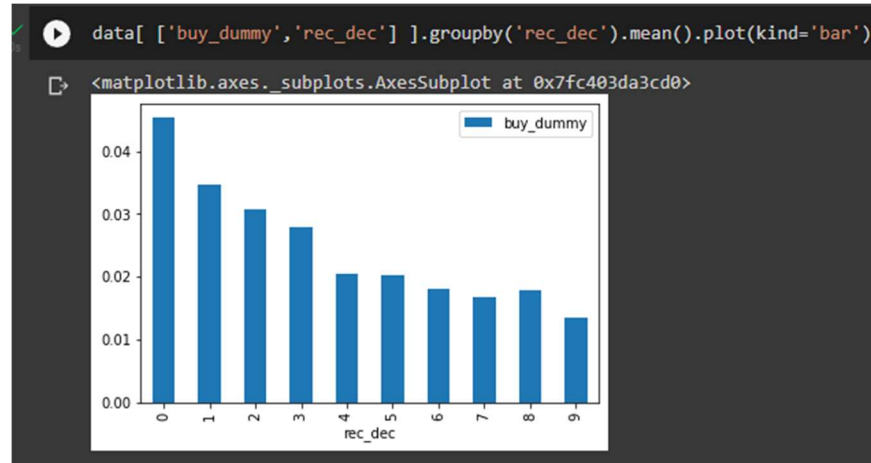 data[ ['buy_dummy','rec_dec'] ].groupby('rec_dec').mean().plot(kind='bar')
<matplotlib.axes._subplots.AxesSubplot at 0x7fc403da3cd0>
buy_dummy
0.04
0.03
0.02
0.01
0.00
0 1 2 3 4 5 6 7 8 9
rec_dec